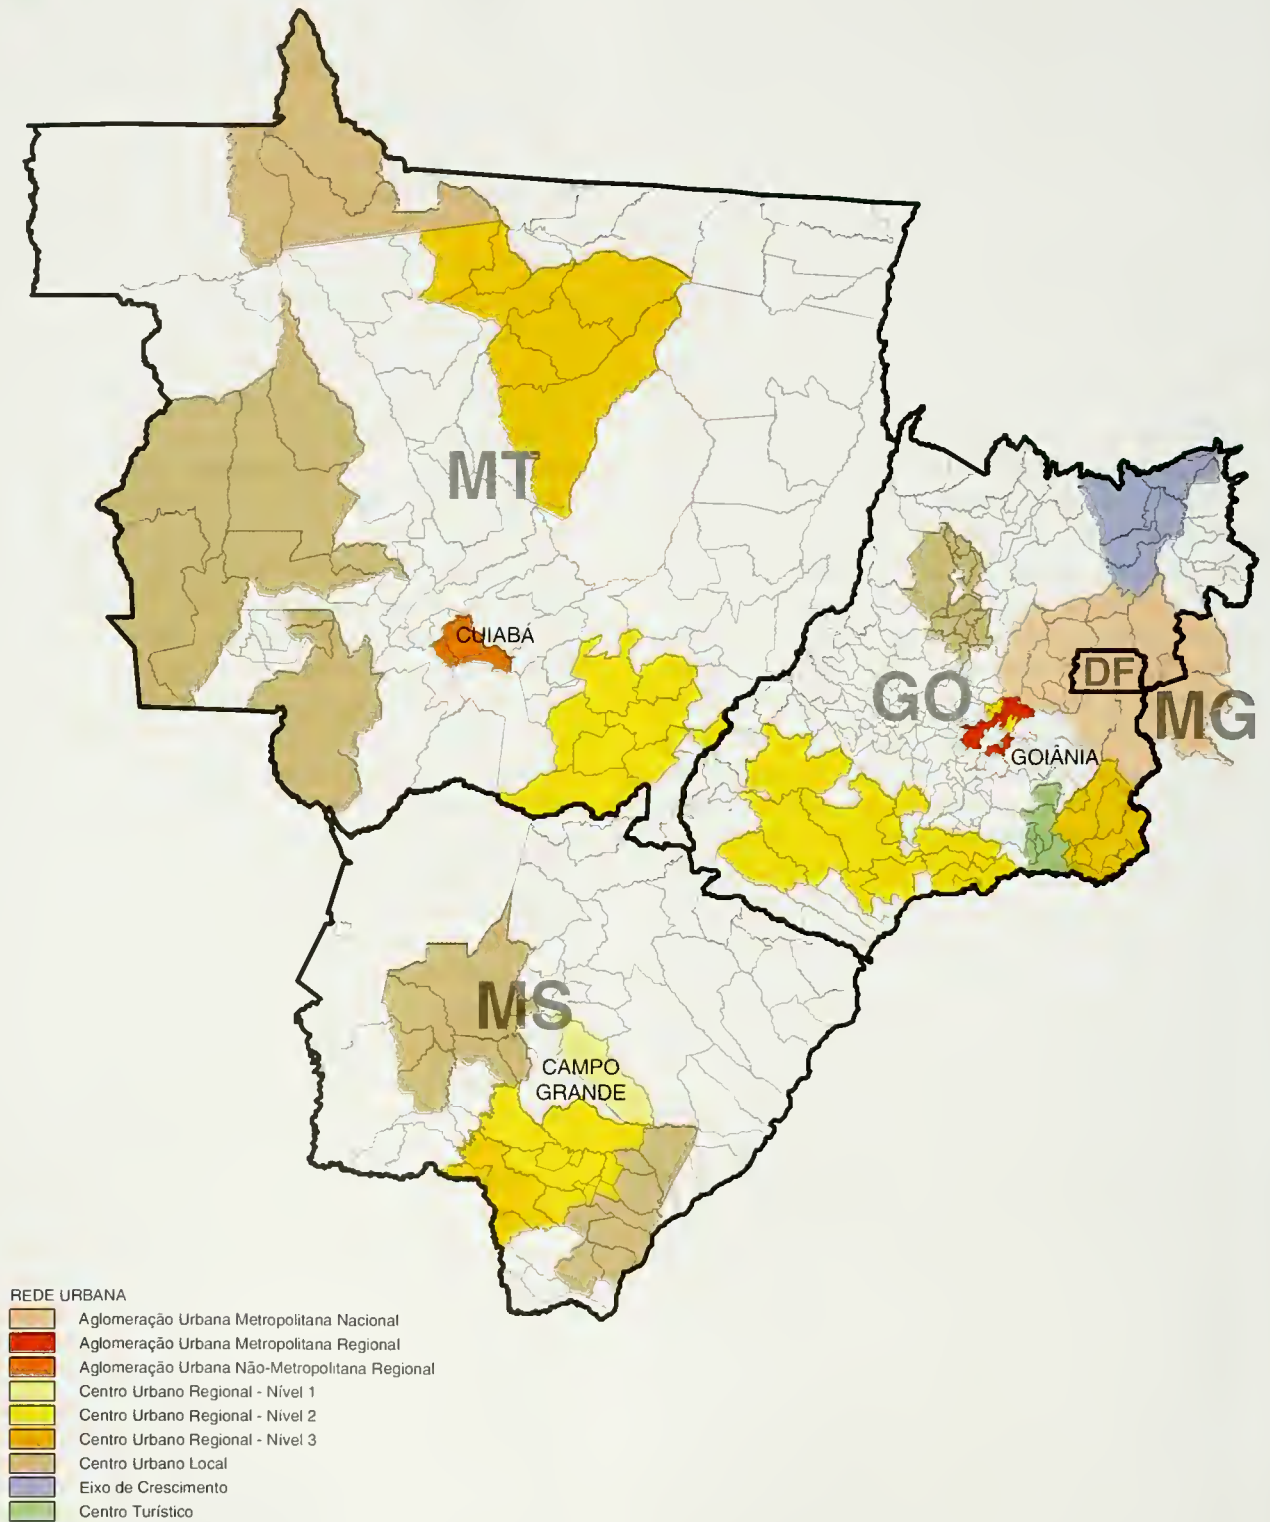 MT
CUIABÁ
GO
DF
MG
GOIÂNIA
MS
CAMPO
GRANDE
REDE URBANA
Aglomeração Urbana Metropolitana Nacional
Aglomeração Urbana Metropolitana Regional
Aglomeração Urbana Não-Metropolitana Regional
Centro Urbano Regional - Nível 1
Centro Urbano Regional - Nivel 2
Centro Urbano Regional - Nivel 3
Centro Urbano Local
Eixo de Crescimento
Centro Turístico